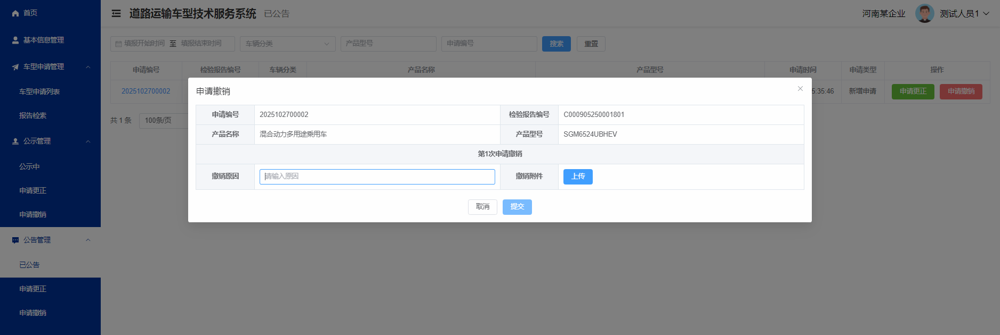 首页
基本信息管理
车型申请管理
车型申请列表
报告检索
公示管理
公示中
申请更正
申请撤销
公告管理
已公告
申请更正
申请撤销
道路运输车型技术服务系统 已公告 河南某企业 测试人员1
填报开始时间 至 填报结束时间 车辆分类 产品型号 申请编号 搜索 重置
申请编号 检验报告编号 车辆分类 产品名称 产品型号 申请时间 申请类型 操作
2025102700002 5:35:46 新增申请 申请更正 申请撤销
共 1 条 100条/页
申请撤销
申请编号 2025102700002 检验报告编号 C000905250001801
产品名称 混合动力多用途乘用车 产品型号 SGM6524UBHEV
第1次申请撤销
撤销原因 请输入原因 撤销附件 上传
取消 提交